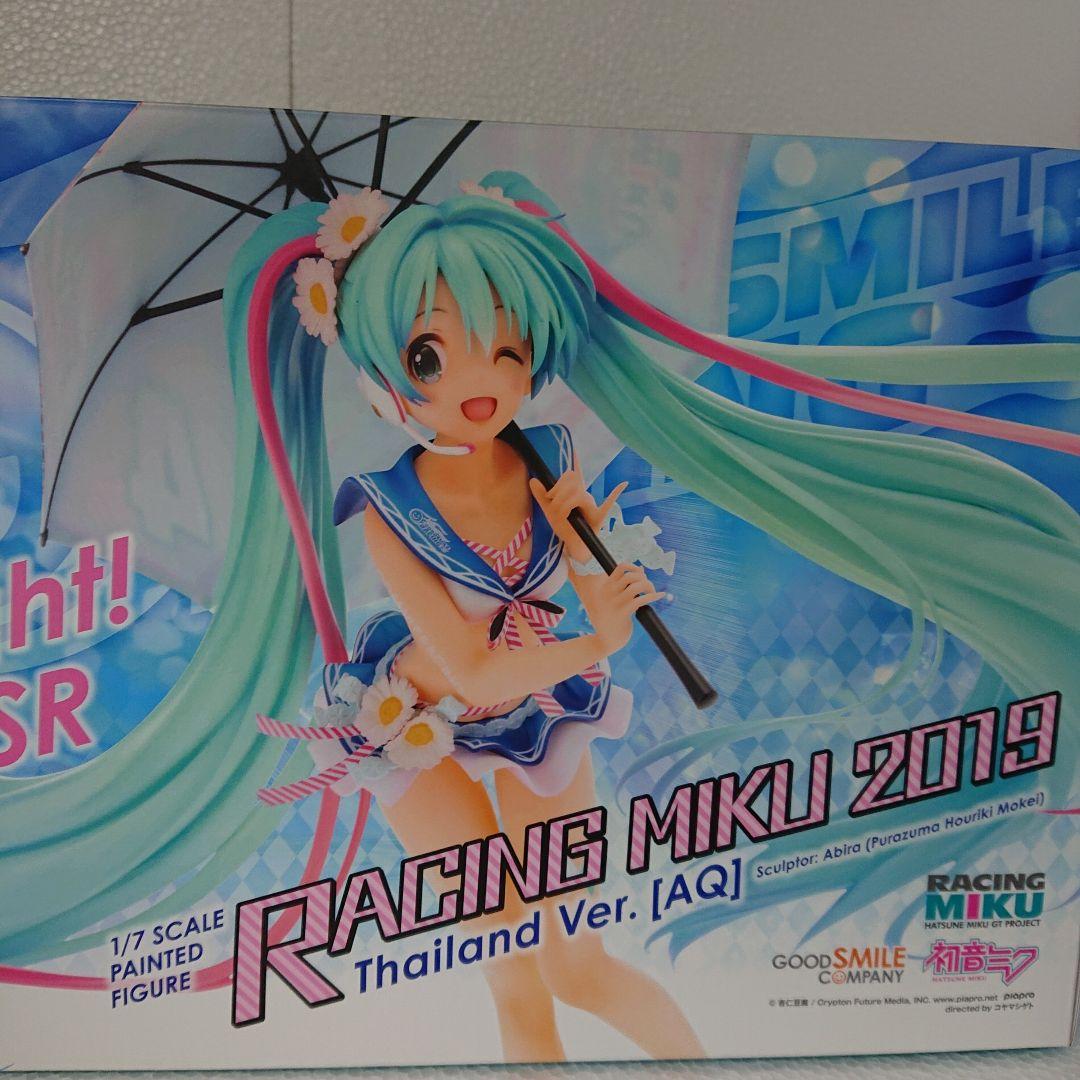 SMILE
ht!
SR
RACING MIKU 2019
Thailand Ver. [AQ]
Sculptor: Abira (Purazuma Houriki Mokei)
1/7 SCALE
PAINTED
FIGURE
RACING
MIKU
HATSUNE MIKU GT PROJECT
GOOD SMILE
COMPANY
初音ミク
HATSUNE MIKU
© 杏仁豆腐 / Crypton Future Media, INC. www.piapro.net piapro
directed by コヤマシゲト